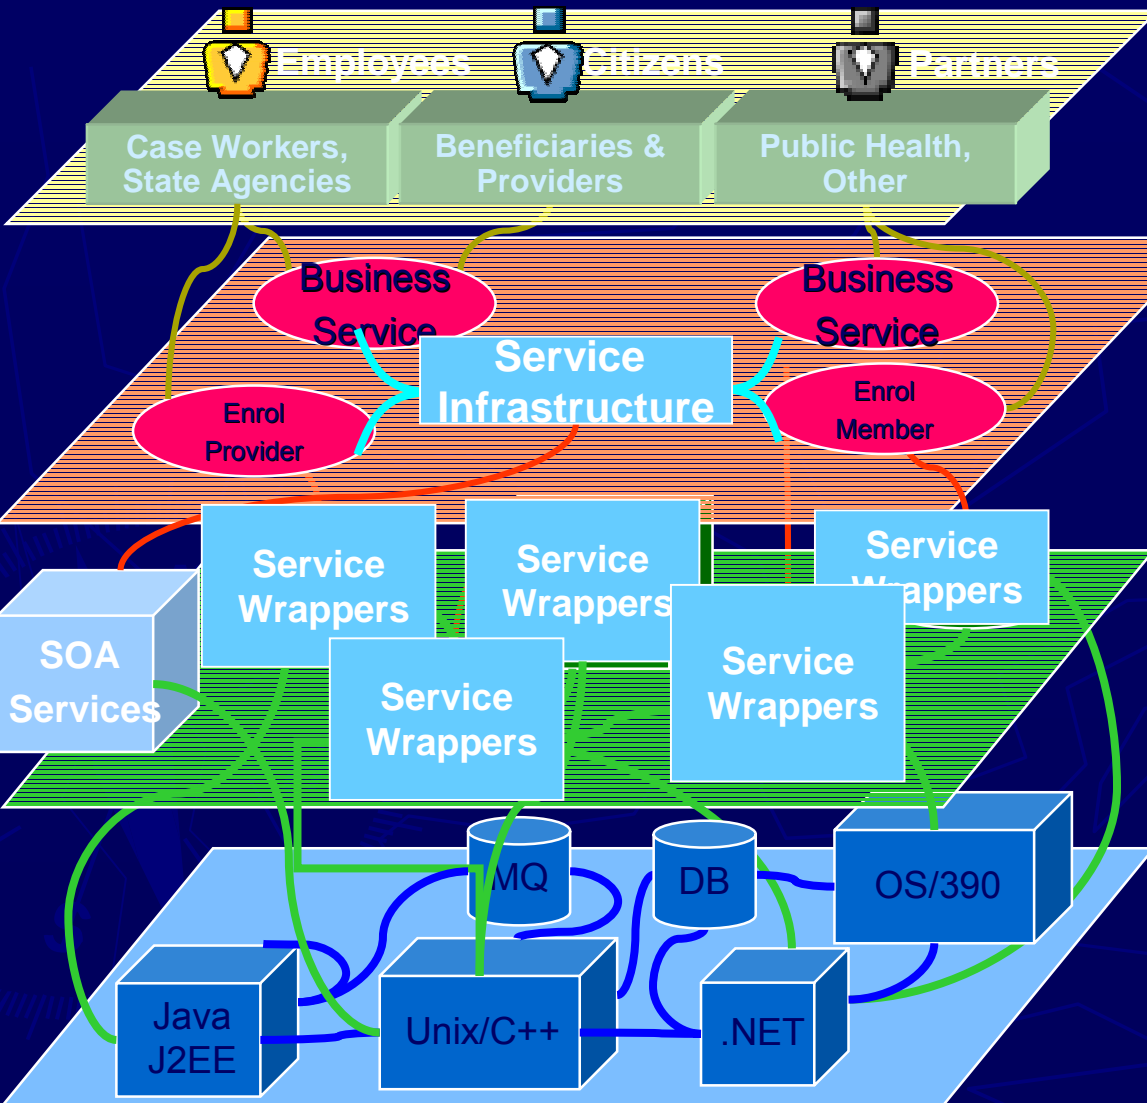 Employees
Citizens
Partners
Case Workers,
State Agencies
Beneficiaries &
Providers
Public Health,
Other
Business
Service
Business
Service
Service
Infrastructure
Enrol
Provider
Enrol
Member
Service
Wrappers
Service
Wrappers
Service
Wrappers
SOA
Services
Service
Wrappers
Service
Wrappers
MQ
DB
OS/390
Java
J2EE
Unix/C++
.NET